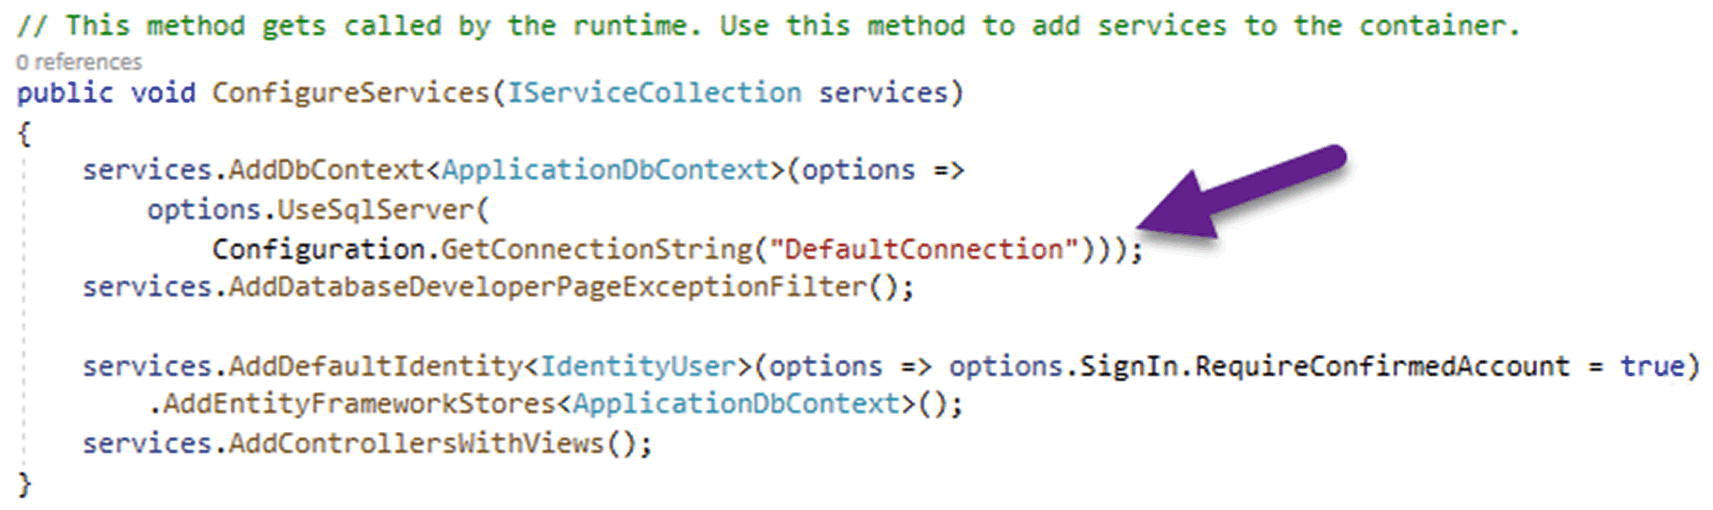 // This method gets called by the runtime. Use this method to add services to the container.
0 references
public void ConfigureServices(IServiceCollection services)
{
services.AddDbContext<ApplicationDbContext>(options =>
options.UseSqlServer(
Configuration.GetConnectionString("DefaultConnection")));
services.AddDatabaseDeveloperPageExceptionFilter();
services.AddDefaultIdentity<IdentityUser>(options => options.SignIn.RequireConfirmedAccount = true)
.AddEntityFrameworkStores<ApplicationDbContext>();
services.AddControllersWithViews();
}